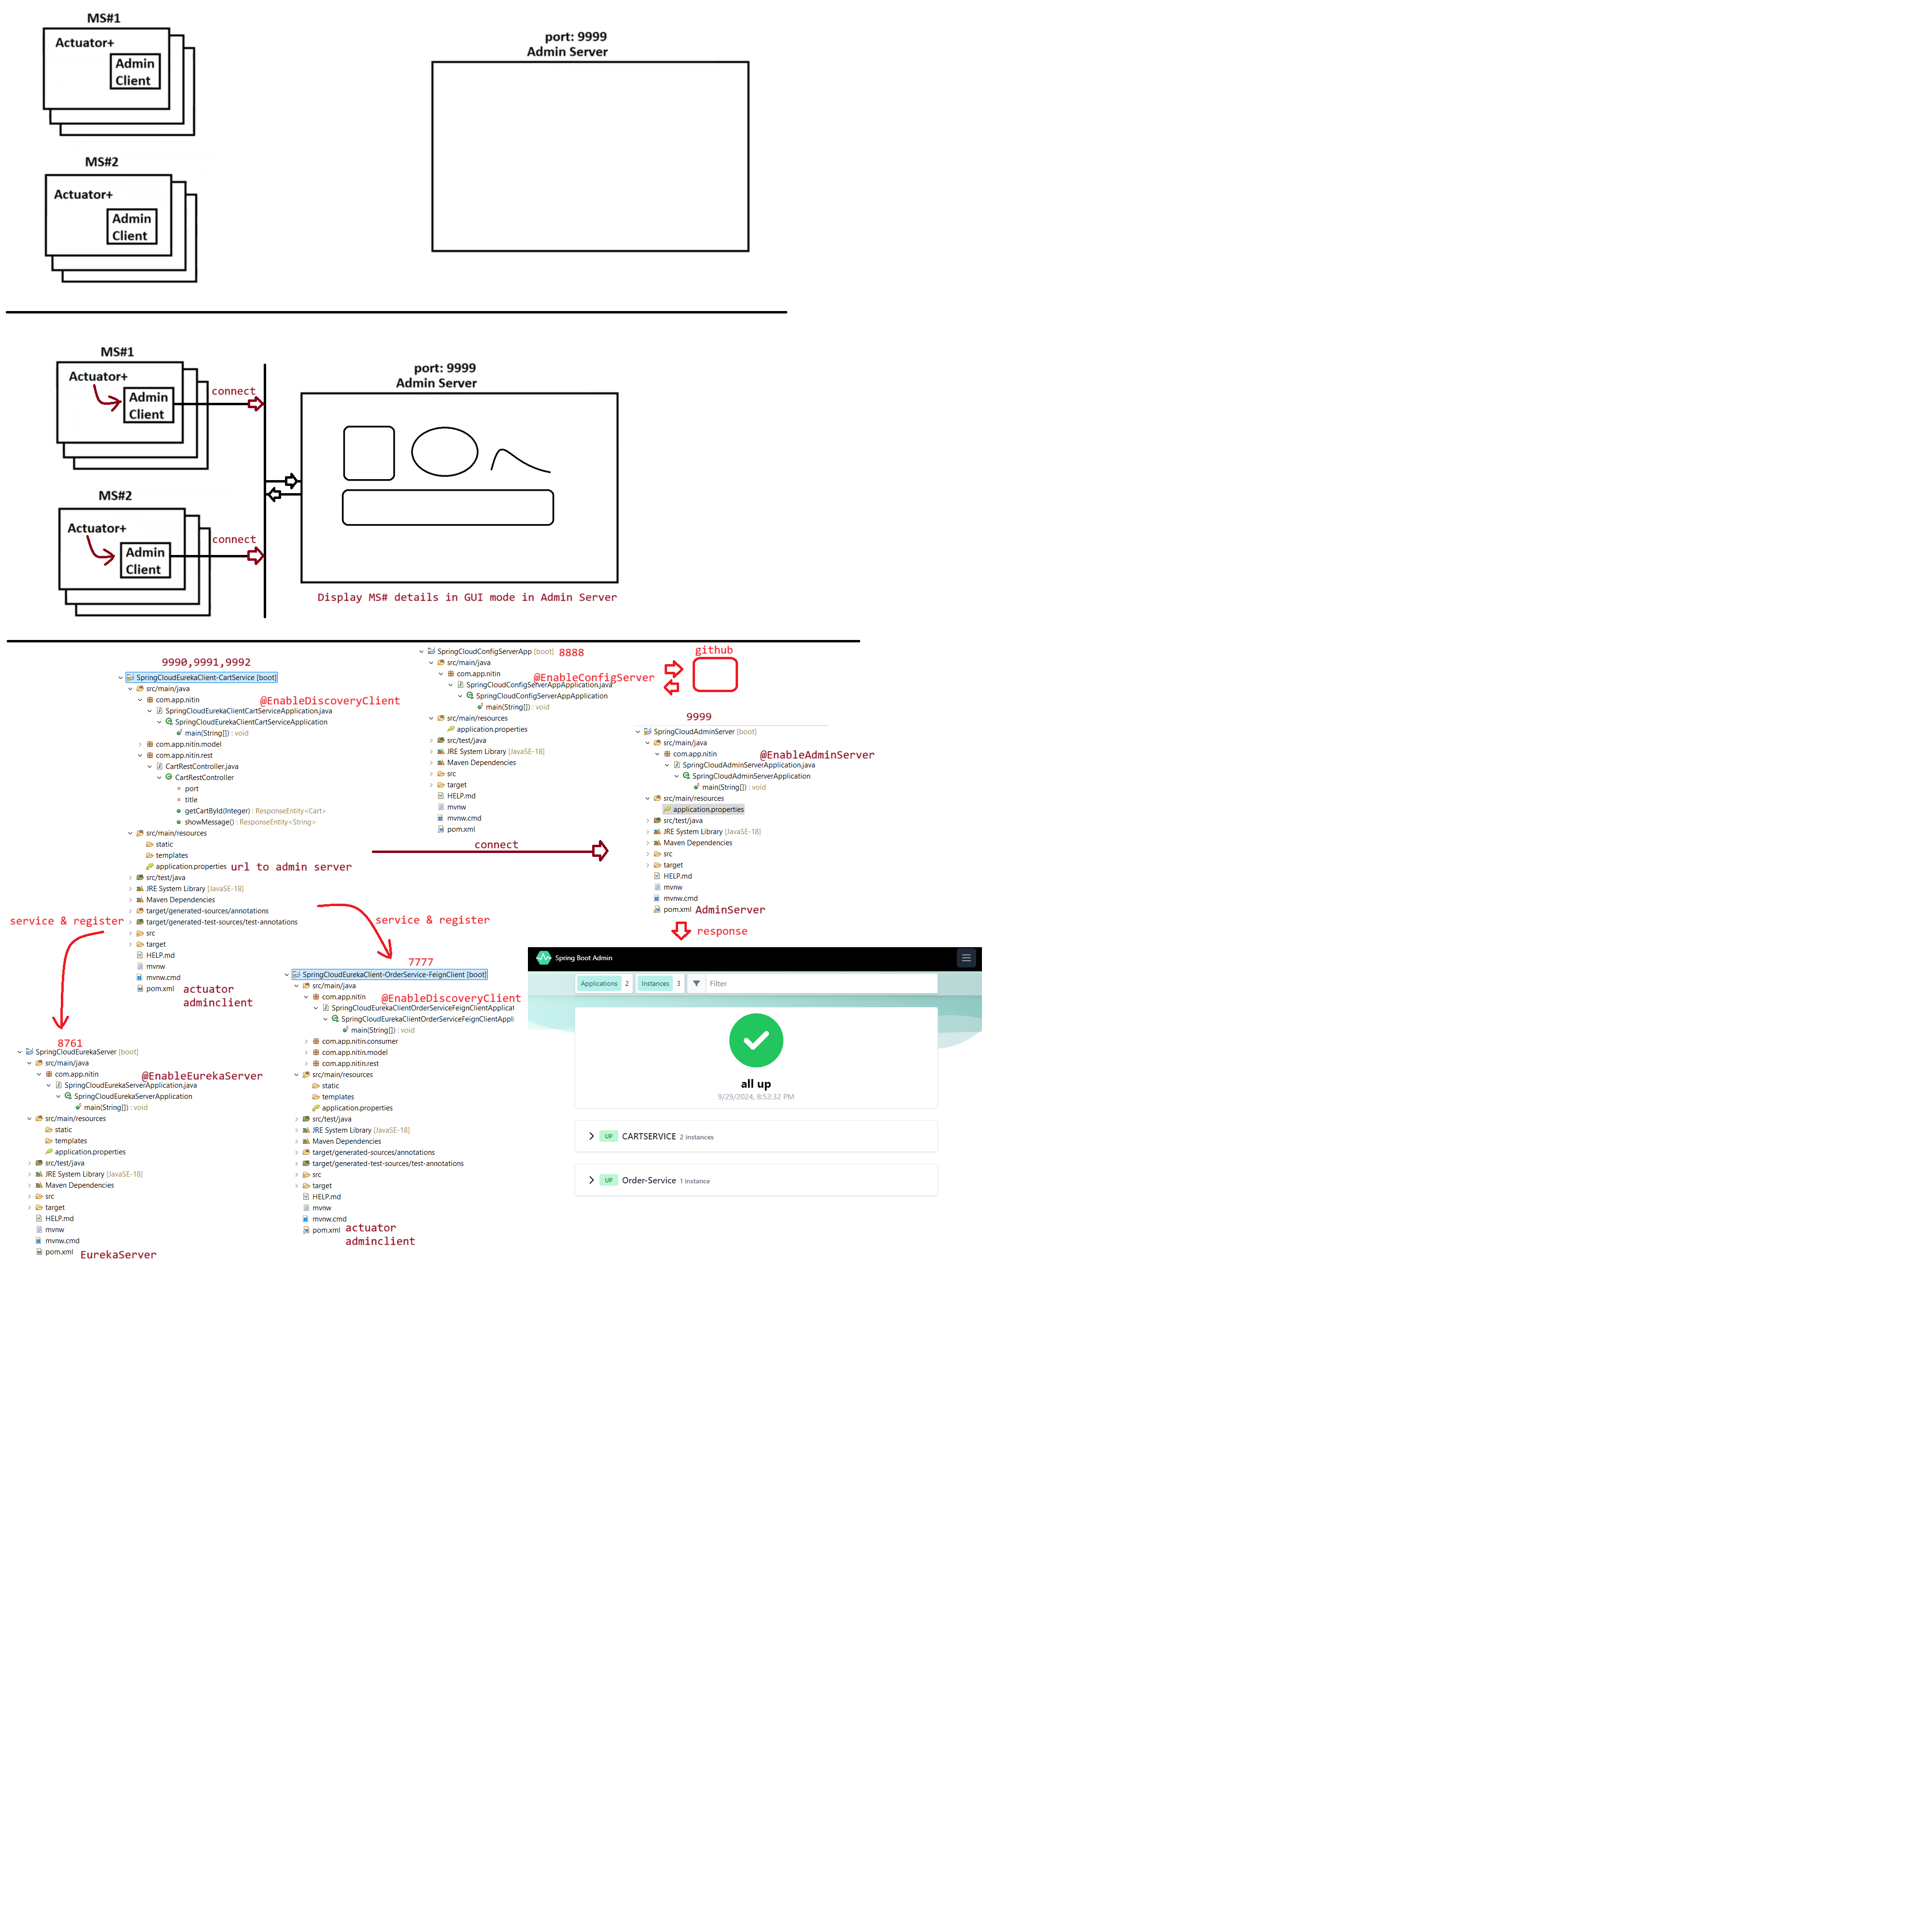 MS#1
Actuator+
Admin
Client
port: 9999
Admin Server
MS#2
Actuator+
Admin
Client
MS#1
Actuator+
Admin
Client
connect
port: 9999
Admin Server
MS#2
Actuator+
Admin
Client
connect
Display MS# details in GUI mode in Admin Server
9990,9991,9992
SpringCloudEurekaClient-CartService [boot]
src/main/java
com.app.nitin
@EnableDiscoveryClient
SpringCloudEurekaClientCartServiceApplication.java
SpringCloudEurekaClientCartServiceApplication
main(String[]) : void
com.app.nitin.model
com.app.nitin.rest
CartRestController.java
CartRestController
port
title
getCartById(Integer) : ResponseEntity<Cart>
showMessage() : ResponseEntity<String>
src/main/resources
static
templates
application.properties url to admin server
src/test/java
JRE System Library [JavaSE-18]
Maven Dependencies
target/generated-sources/annotations
target/generated-test-sources/test-annotations
src
target
HELP.md
mvnw
mvnw.cmd
pom.xml actuator
adminclient
SpringCloudConfigServerApp [boot] 8888
src/main/java
com.app.nitin
@EnableConfigServer
SpringCloudConfigServerAppApplication.java
SpringCloudConfigServerAppApplication
main(String[]) : void
src/main/resources
application.properties
src/test/java
JRE System Library [JavaSE-18]
Maven Dependencies
src
target
HELP.md
mvnw
mvnw.cmd
pom.xml
github
9999
SpringCloudAdminServer [boot]
src/main/java
com.app.nitin
@EnableAdminServer
SpringCloudAdminServerApplication.java
SpringCloudAdminServerApplication
main(String[]) : void
src/main/resources
application.properties
src/test/java
JRE System Library [JavaSE-18]
Maven Dependencies
src
target
HELP.md
mvnw
mvnw.cmd
pom.xml AdminServer
connect
response
service & register
service & register
8761
SpringCloudEurekaServer [boot]
src/main/java
com.app.nitin
@EnableEurekaServer
SpringCloudEurekaServerApplication.java
SpringCloudEurekaServerApplication
main(String[]) : void
src/main/resources
static
templates
application.properties
src/test/java
JRE System Library [JavaSE-18]
Maven Dependencies
src
target
HELP.md
mvnw
mvnw.cmd
pom.xml EurekaServer
7777
SpringCloudEurekaClient-OrderService-FeignClient [boot]
src/main/java
com.app.nitin
@EnableDiscoveryClient
SpringCloudEurekaClientOrderServiceFeignClientApplicat
SpringCloudEurekaClientOrderServiceFeignClientAppli
main(String[]) : void
com.app.nitin.consumer
com.app.nitin.model
com.app.nitin.rest
src/main/resources
static
templates
application.properties
src/test/java
JRE System Library [JavaSE-18]
Maven Dependencies
target/generated-sources/annotations
target/generated-test-sources/test-annotations
src
target
HELP.md
mvnw
mvnw.cmd
pom.xml actuator
adminclient
Spring Boot Admin
Applications 2 Instances 3 Filter
all up
9/29/2024, 8:52:32 PM
UP CARTSERVICE 2 instances
UP Order-Service 1 instance